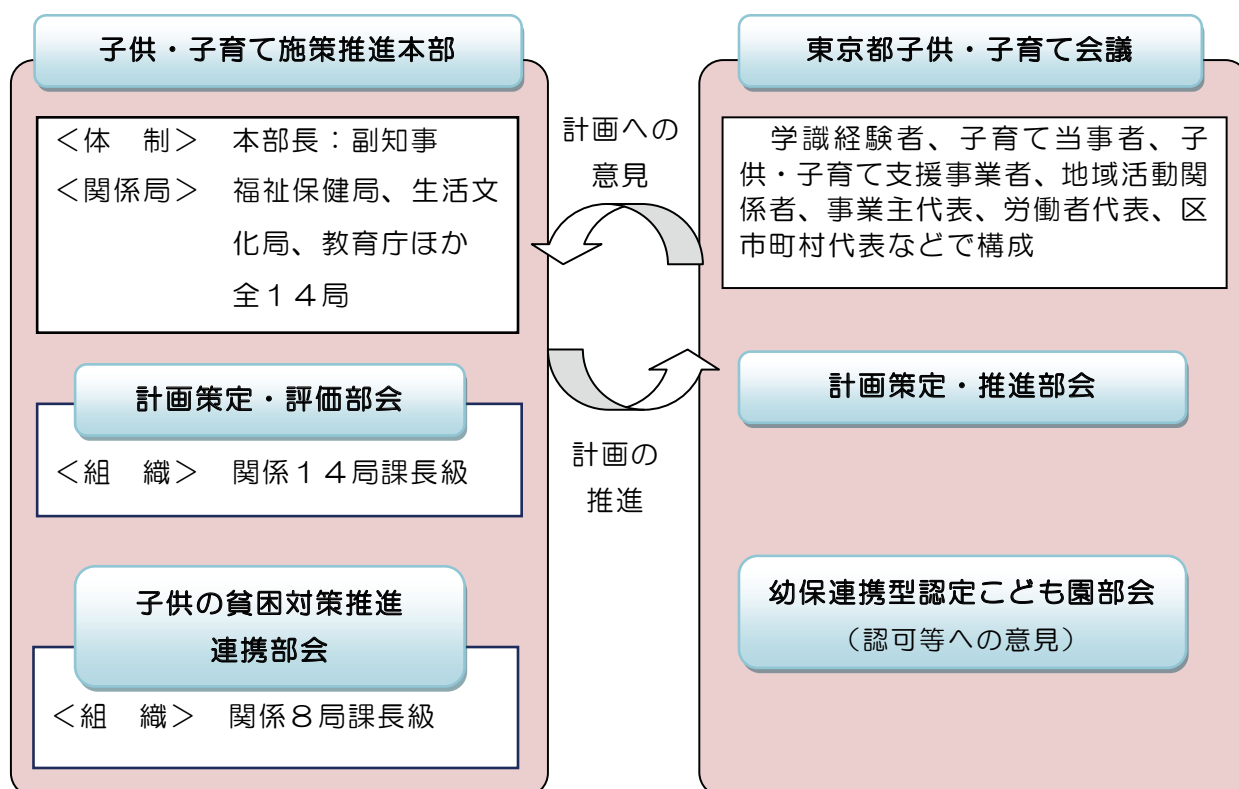 子供・子育て施策推進本部
<体　制>　本部長：副知事
<関係局>　福祉保健局、生活文
化局、教育庁ほか
全１４局
計画策定・評価部会
<組　織>　関係１４局課長級
子供の貧困対策推進
連携部会
<組　織>　関係８局課長級
計画への
意見
計画の
推進
東京都子供・子育て会議
　学識経験者、子育て当事者、子
供・子育て支援事業者、地域活動関
係者、事業主代表、労働者代表、区
市町村代表などで構成
計画策定・推進部会
幼保連携型認定こども園部会
（認可等への意見）